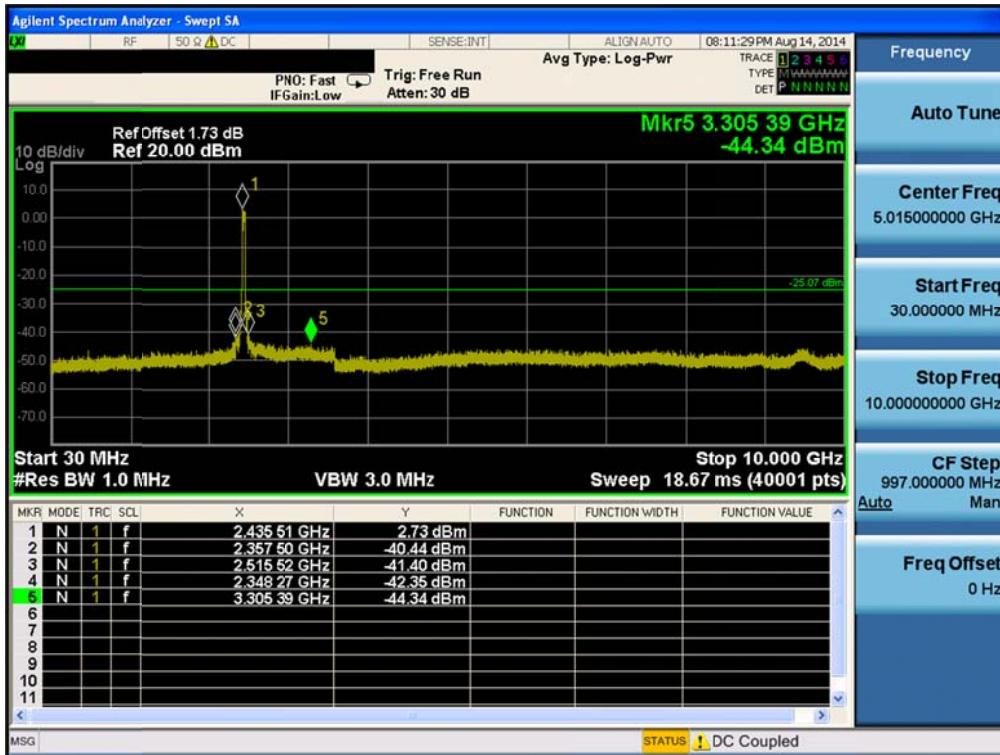 Agilent Spectrum Analyzer - Swept SA
LXI RF 50 Ω DC SENSE:INT ALIGN AUTO 08:11:29 PM Aug 14, 2014
PNO: Fast
IFGain:Low
Trig: Free Run
Atten: 30 dB
Avg Type: Log-Pwr
TRACE 1 2 3 4 5 6
TYPE M
DET P N N N N N
Ref Offset 1.73 dB
10 dB/div Ref 20.00 dBm
Log
Mkr5 3.305 39 GHz
-44.34 dBm
10.0
0.00
-10.0
-20.0
-30.0
-40.0
-50.0
-60.0
-70.0
1
3
5
-25.07 dBm
Start 30 MHz Stop 10.000 GHz
#Res BW 1.0 MHz VBW 3.0 MHz Sweep 18.67 ms (40001 pts)
MKR MODE TRC SCL X Y FUNCTION FUNCTION WIDTH FUNCTION VALUE
1 N 1 f 2.435 51 GHz 2.73 dBm
2 N 1 f 2.357 50 GHz -40.44 dBm
3 N 1 f 2.515 52 GHz -41.40 dBm
4 N 1 f 2.348 27 GHz -42.35 dBm
5 N 1 f 3.305 39 GHz -44.34 dBm
6
7
8
9
10
11
MSG STATUS DC Coupled
Frequency
Auto Tune
Center Freq
5.015000000 GHz
Start Freq
30.000000 MHz
Stop Freq
10.000000000 GHz
CF Step
997.000000 MHz
Auto Man
Freq Offset
0 Hz